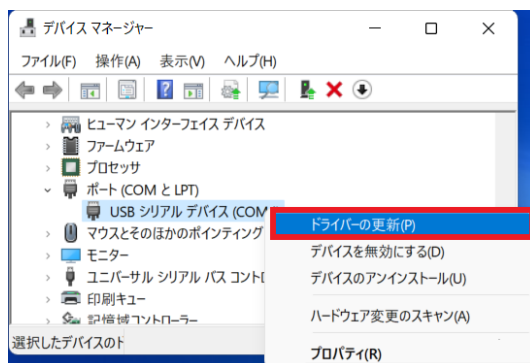 デバイス マネージャー
ファイル(F) 操作(A) 表示(V) ヘルプ(H)
ヒューマン インターフェイス デバイス
ファームウェア
プロセッサ
ポート (COM と LPT)
USB シリアル デバイス (COM
マウスとそのほかのポインティング
モニター
ユニバーサル シリアル バス コント
印刷キュー
記憶域コントローラー
選択したデバイスの
ドライバーの更新(P)
デバイスを無効にする(D)
デバイスのアンインストール(U)
ハードウェア変更のスキャン(A)
プロパティ(R)